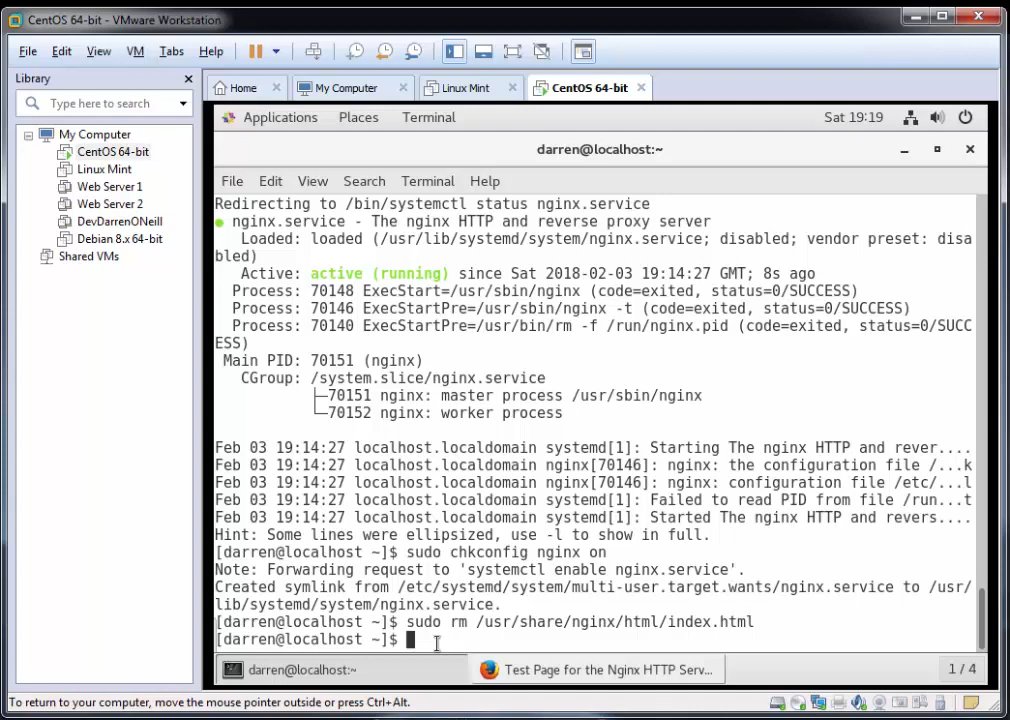 CentOS 64-bit - VMware Workstation
File Edit View VM Tabs Help
Library
Type here to search
Home My Computer Linux Mint CentOS 64-bit
My Computer
CentOS 64-bit
Linux Mint
Web Server 1
Web Server 2
DevDarrenONeill
Debian 8.x 64-bit
Shared VMs
Applications Places Terminal Sat 19:19
darren@localhost:~
File Edit View Search Terminal Help
Redirecting to /bin/systemctl status nginx.service
● nginx.service - The nginx HTTP and reverse proxy server
Loaded: loaded (/usr/lib/systemd/system/nginx.service; disabled; vendor preset: disa
bled)
Active: active (running) since Sat 2018-02-03 19:14:27 GMT; 8s ago
Process: 70148 ExecStart=/usr/sbin/nginx (code=exited, status=0/SUCCESS)
Process: 70146 ExecStartPre=/usr/sbin/nginx -t (code=exited, status=0/SUCCESS)
Process: 70140 ExecStartPre=/usr/bin/rm -f /run/nginx.pid (code=exited, status=0/SUCC
ESS)
Main PID: 70151 (nginx)
CGroup: /system.slice/nginx.service
├─70151 nginx: master process /usr/sbin/nginx
└─70152 nginx: worker process
Feb 03 19:14:27 localhost.localdomain systemd[1]: Starting The nginx HTTP and rever....
Feb 03 19:14:27 localhost.localdomain nginx[70146]: nginx: the configuration file /...k
Feb 03 19:14:27 localhost.localdomain nginx[70146]: nginx: configuration file /etc/...l
Feb 03 19:14:27 localhost.localdomain systemd[1]: Failed to read PID from file /run...t
Feb 03 19:14:27 localhost.localdomain systemd[1]: Started The nginx HTTP and revers....
Hint: Some lines were ellipsized, use -l to show in full.
[darren@localhost ~]$ sudo chkconfig nginx on
Note: Forwarding request to 'systemctl enable nginx.service'.
Created symlink from /etc/systemd/system/multi-user.target.wants/nginx.service to /usr/
lib/systemd/system/nginx.service.
[darren@localhost ~]$ sudo rm /usr/share/nginx/html/index.html
[darren@localhost ~]$
darren@localhost:~ Test Page for the Nginx HTTP Serv... 1 / 4
To return to your computer, move the mouse pointer outside or press Ctrl+Alt.